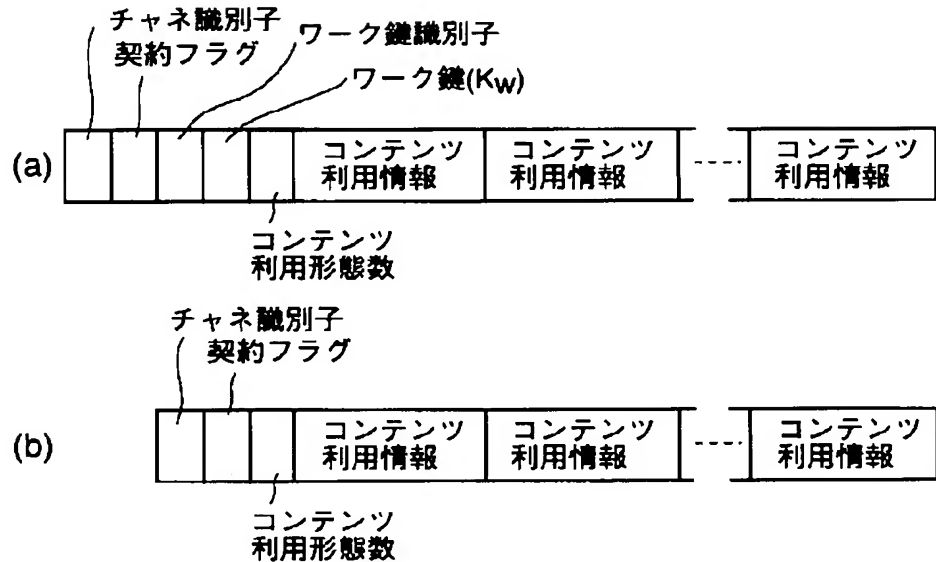 チャネ識別子
契約フラグ
ワーク鍵識別子
ワーク鍵(Kw)
(a)
コンテンツ
利用情報
コンテンツ
利用情報
コンテンツ
利用情報
コンテンツ
利用形態数
チャネ識別子
契約フラグ
(b)
コンテンツ
利用情報
コンテンツ
利用情報
コンテンツ
利用情報
コンテンツ
利用形態数